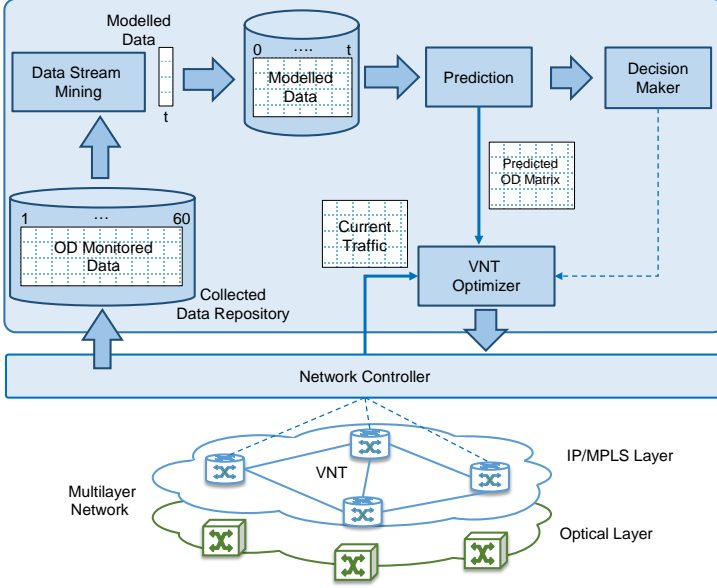 Modelled
Data
Data Stream
Mining
t
0 .... t
Modelled
Data
Prediction
Decision
Maker
Predicted
OD Matrix
1 ... 60
OD Monitored
Data
Current
Traffic
VNT
Optimizer
Collected
Data Repository
Network Controller
IP/MPLS Layer
VNT
Multilayer
Network
Optical Layer